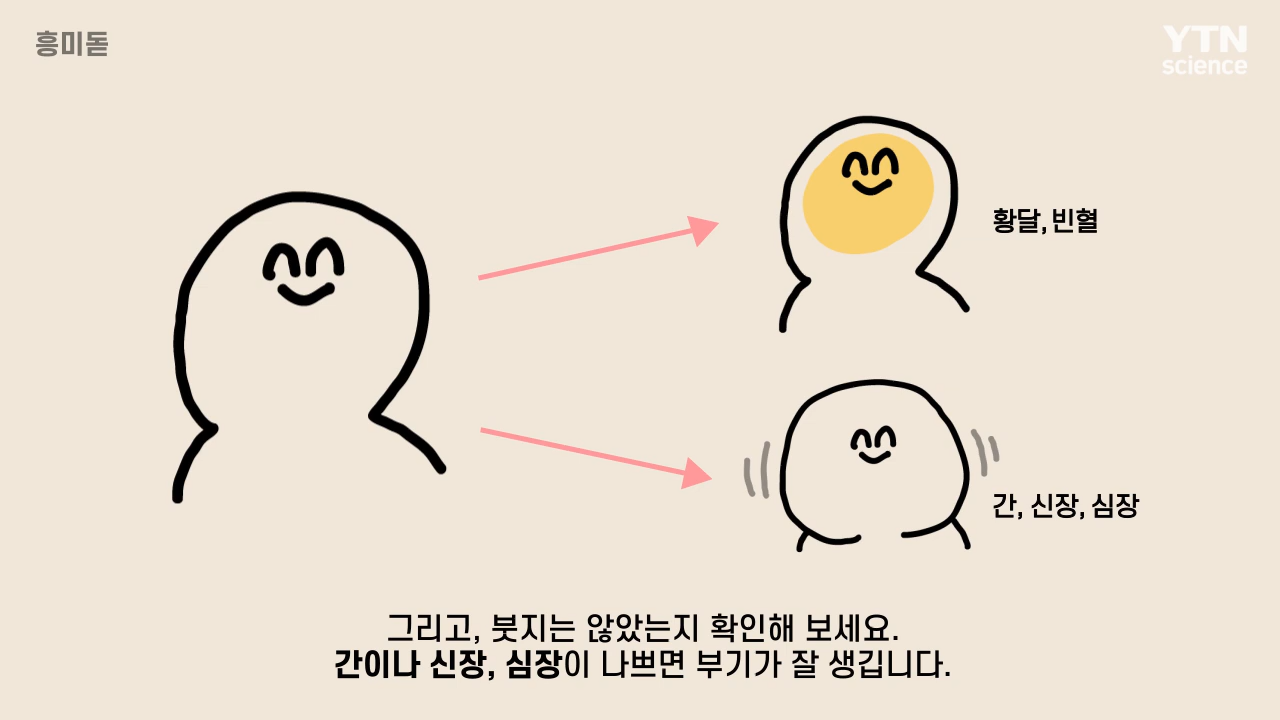 흥미돋
YTN
science
황달, 빈혈
간, 신장, 심장
그리고, 붓지는 않았는지 확인해 보세요.
간이나 신장, 심장이 나쁘면 부기가 잘 생깁니다.